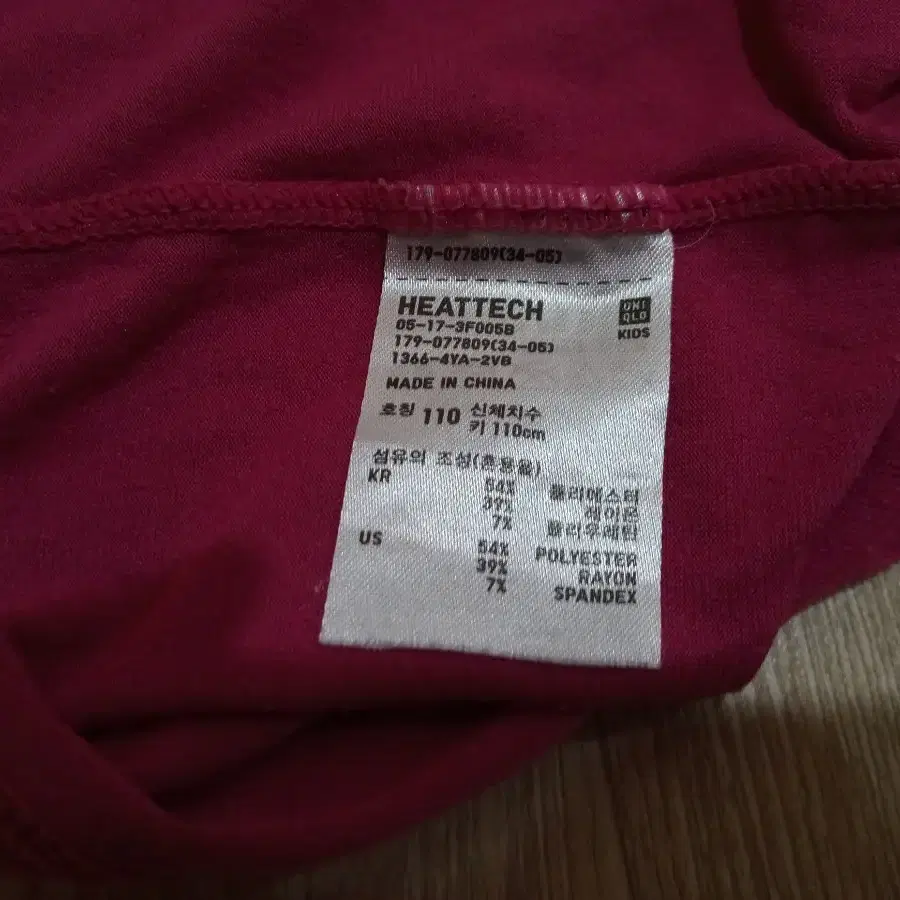 179-077809(34-05)
HEATTECH
UNI
QLO
KIDS
05-17-3F005B
179-077809(34-05)
1366-4YA-2VB
MADE IN CHINA
호칭 110 신체치수
키 110cm
섬유의 조성(혼용율)
KR
54% 폴리에스터
39% 레이온
7% 폴리우레탄
US
54% POLYESTER
39% RAYON
7% SPANDEX